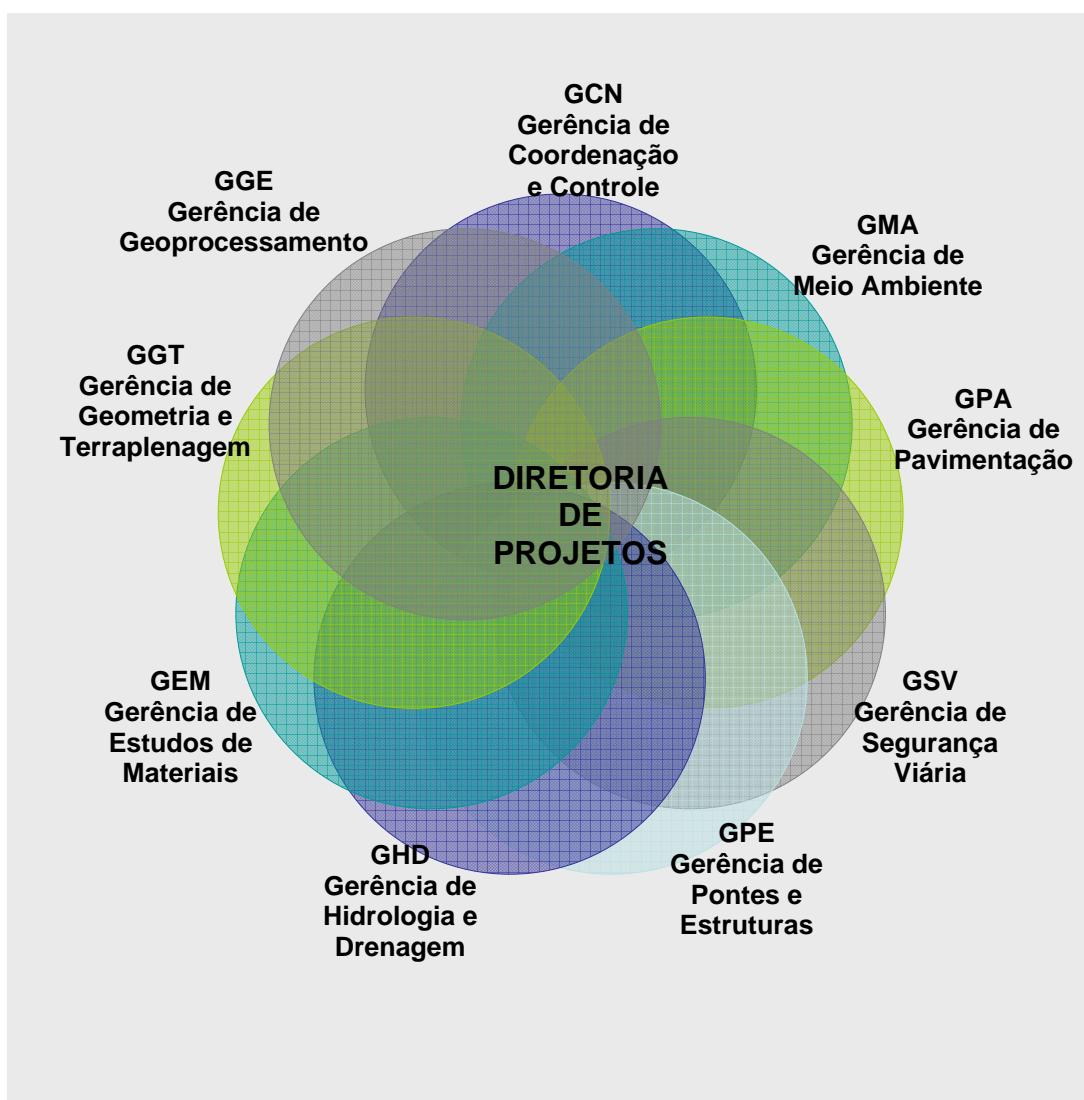 GCN
Gerência de
Coordenação
e Controle
GGE
Gerência de
Geoprocessamento
GMA
Gerência de
Meio Ambiente
GGT
Gerência de
Geometria e
Terraplenagem
GPA
Gerência de
Pavimentação
DIRETORIA
DE
PROJETOS
GEM
Gerência de
Estudos de
Materiais
GSV
Gerência de
Segurança
Viária
GHD
Gerência de
Hidrologia e
Drenagem
GPE
Gerência de
Pontes e
Estruturas